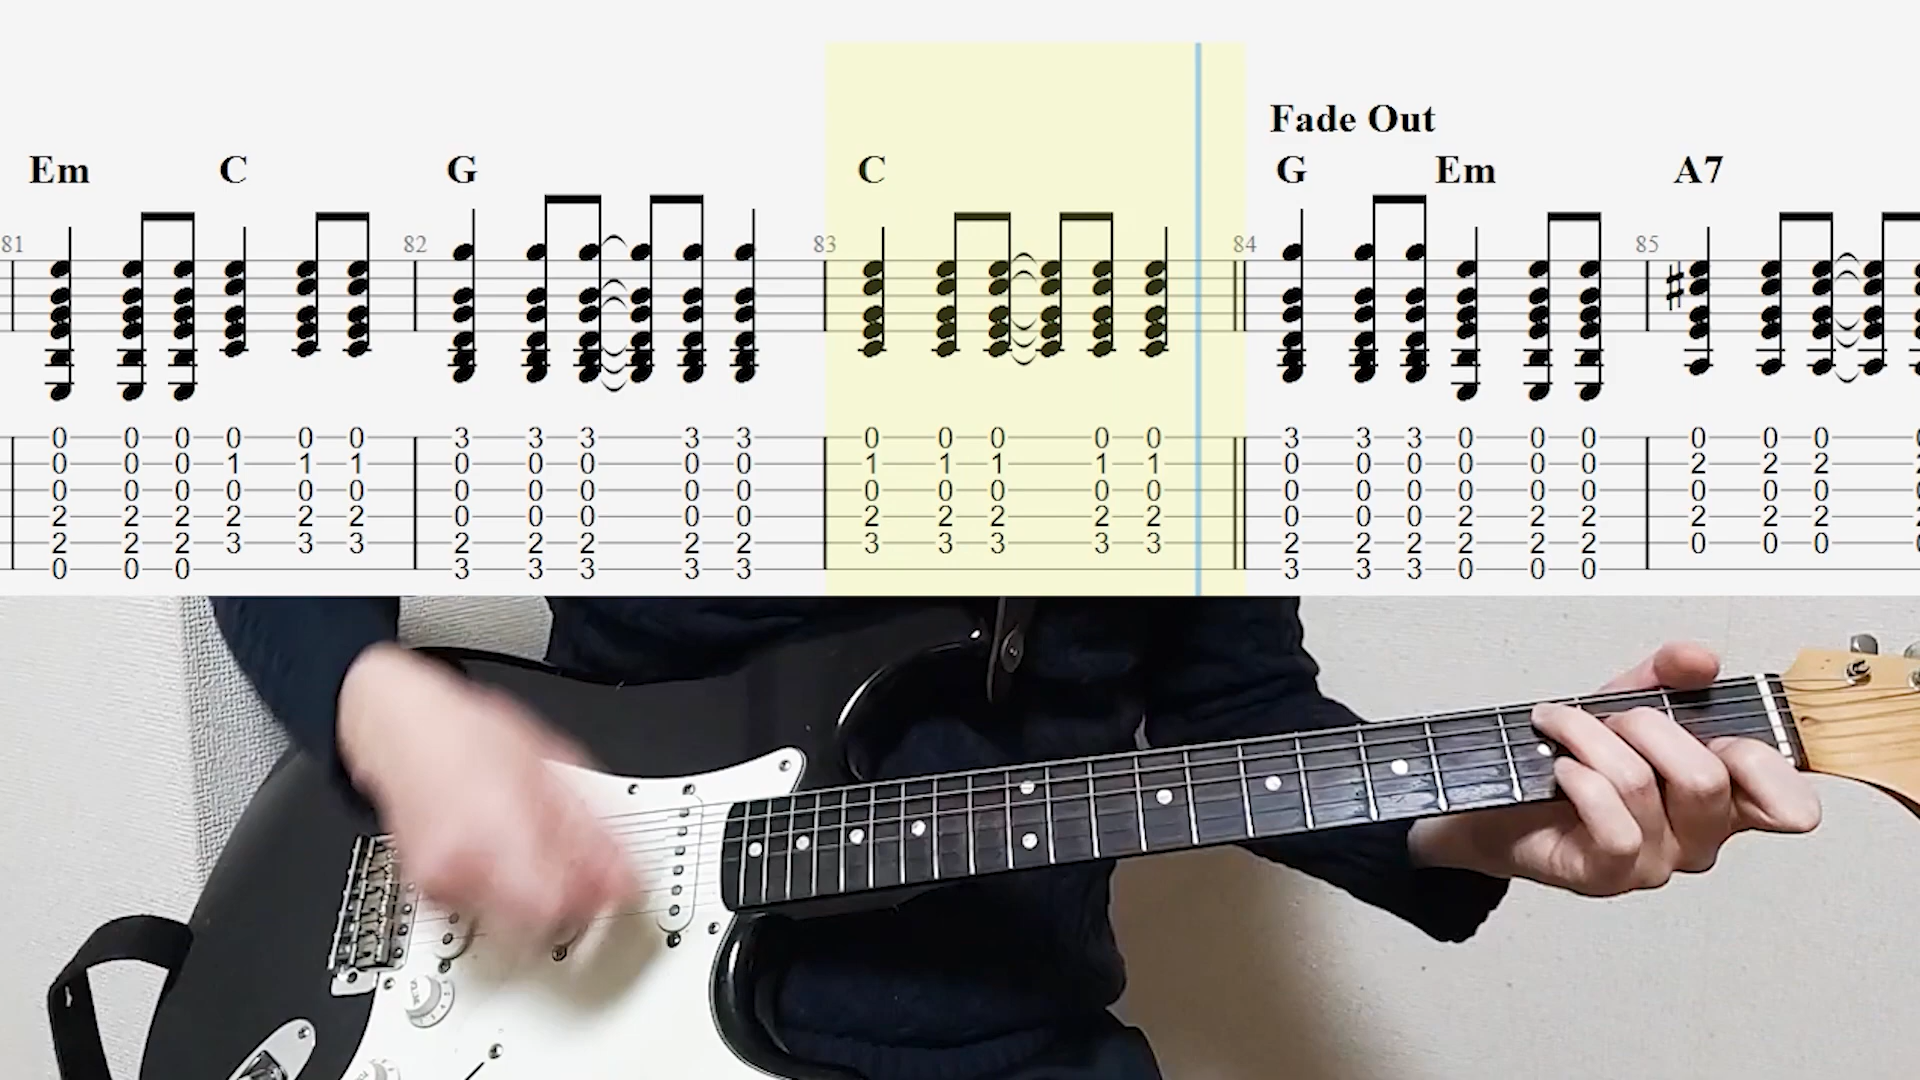 Fade Out
Em C G C G Em A7
81 82 83 84 85
0 0 0 0 0 0 3 3 3 3 3 0 0 0 0 0 3 3 3 0 0 0 0 0 0
0 0 0 1 1 1 0 0 0 0 0 1 1 1 1 1 0 0 0 0 0 0 2 2 2
0 0 0 0 0 0 0 0 0 0 0 0 0 0 0 0 0 0 0 0 0 0 0 0 0
2 2 2 2 2 2 0 0 0 0 0 2 2 2 2 2 0 0 0 2 2 2 2 2 2
2 2 2 3 3 3 2 2 2 2 2 3 3 3 3 3 2 2 2 2 2 2 0 0 0
0 0 0 3 3 3 3 3 3 3 3 0 0 0